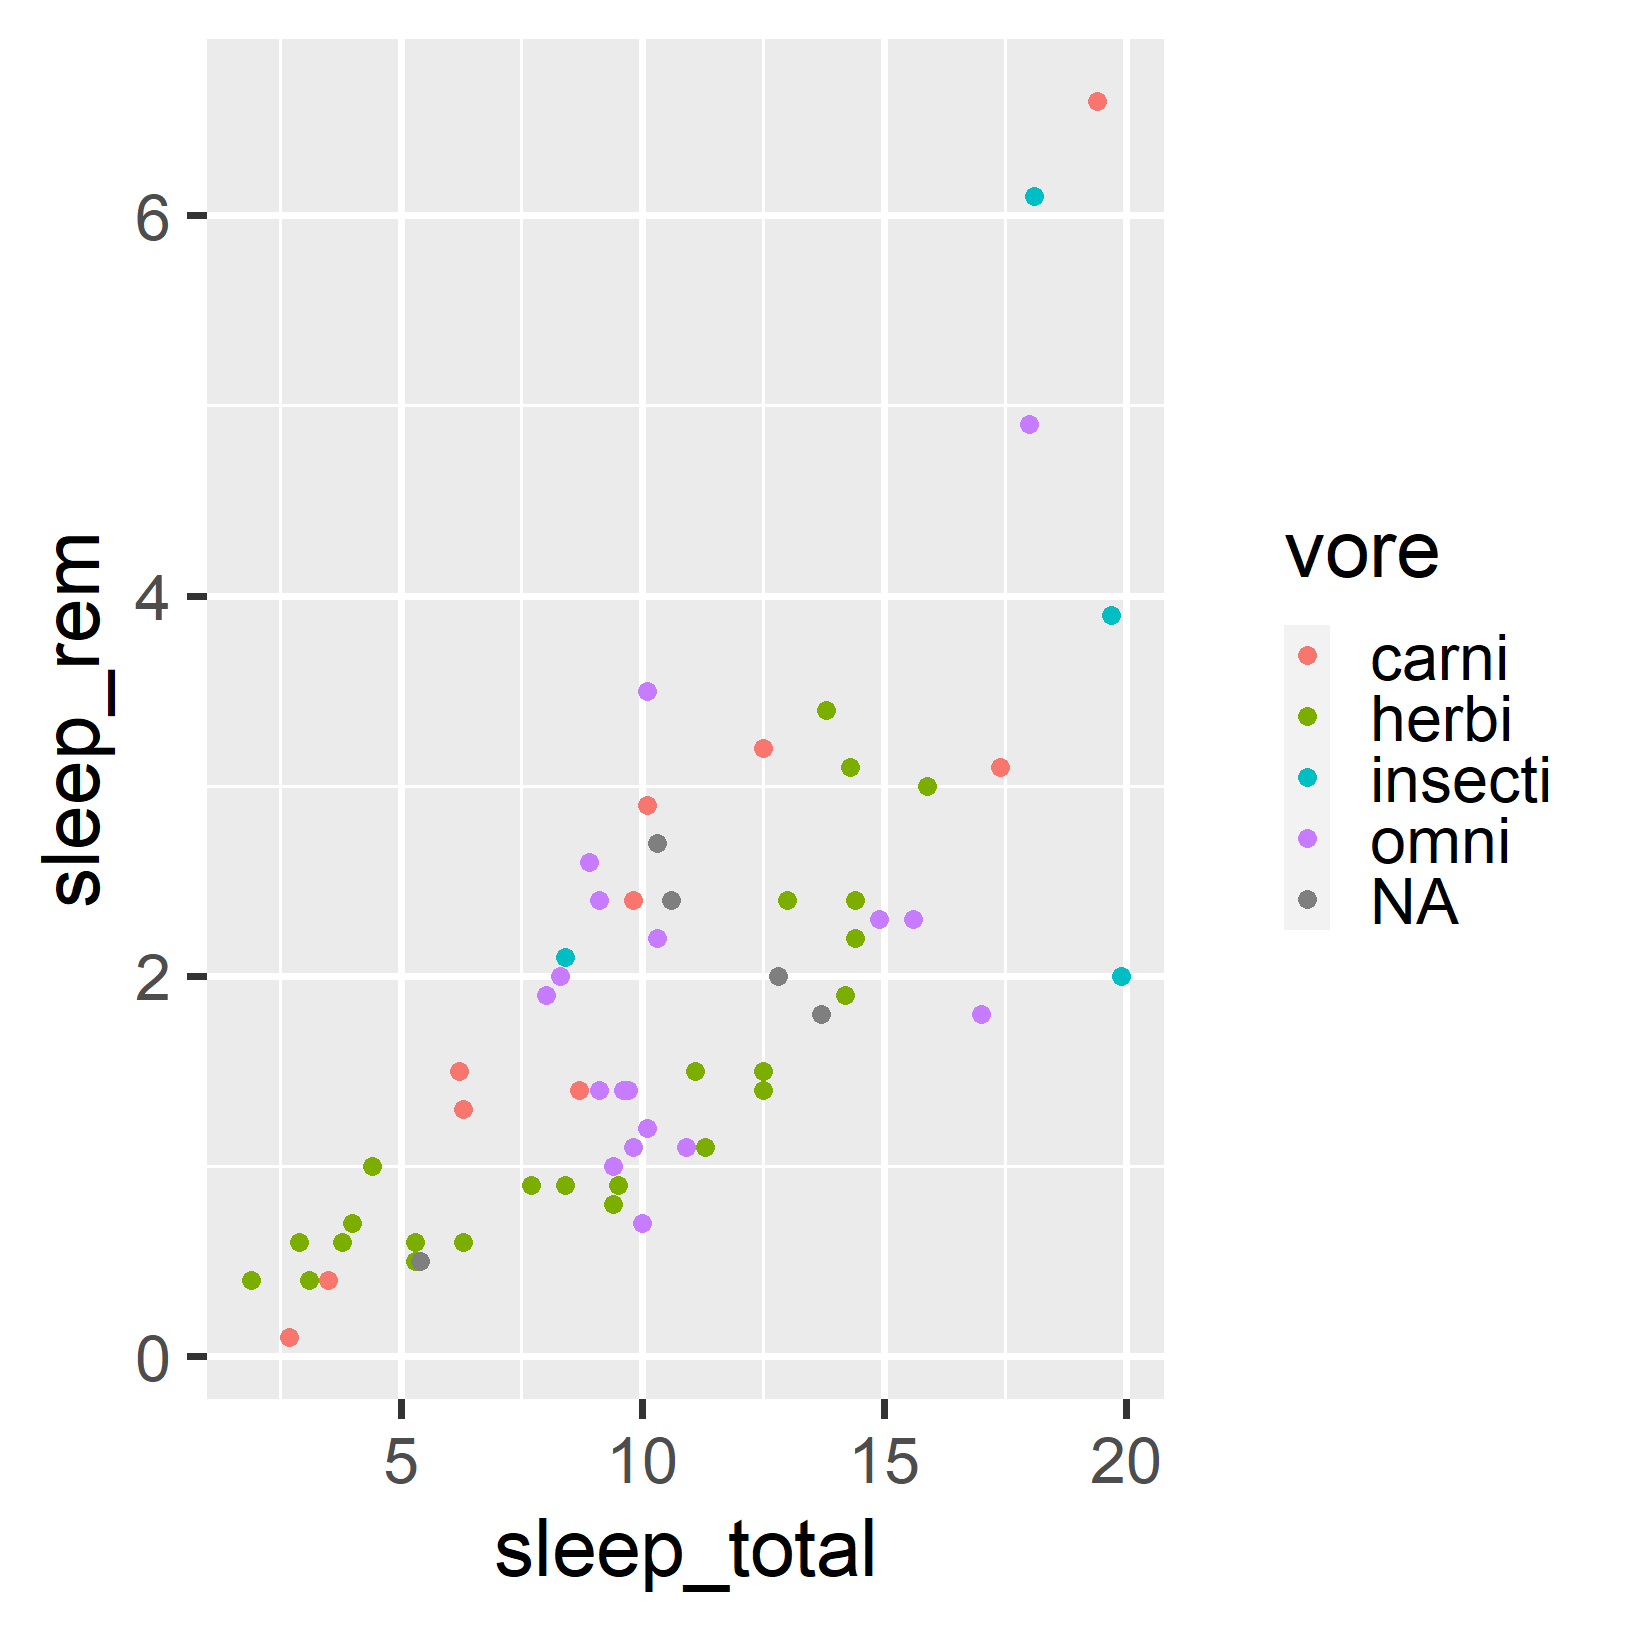 6
4
2
0
sleep_rem
5 10 15 20
sleep_total
vore
carni
herbi
insecti
omni
NA